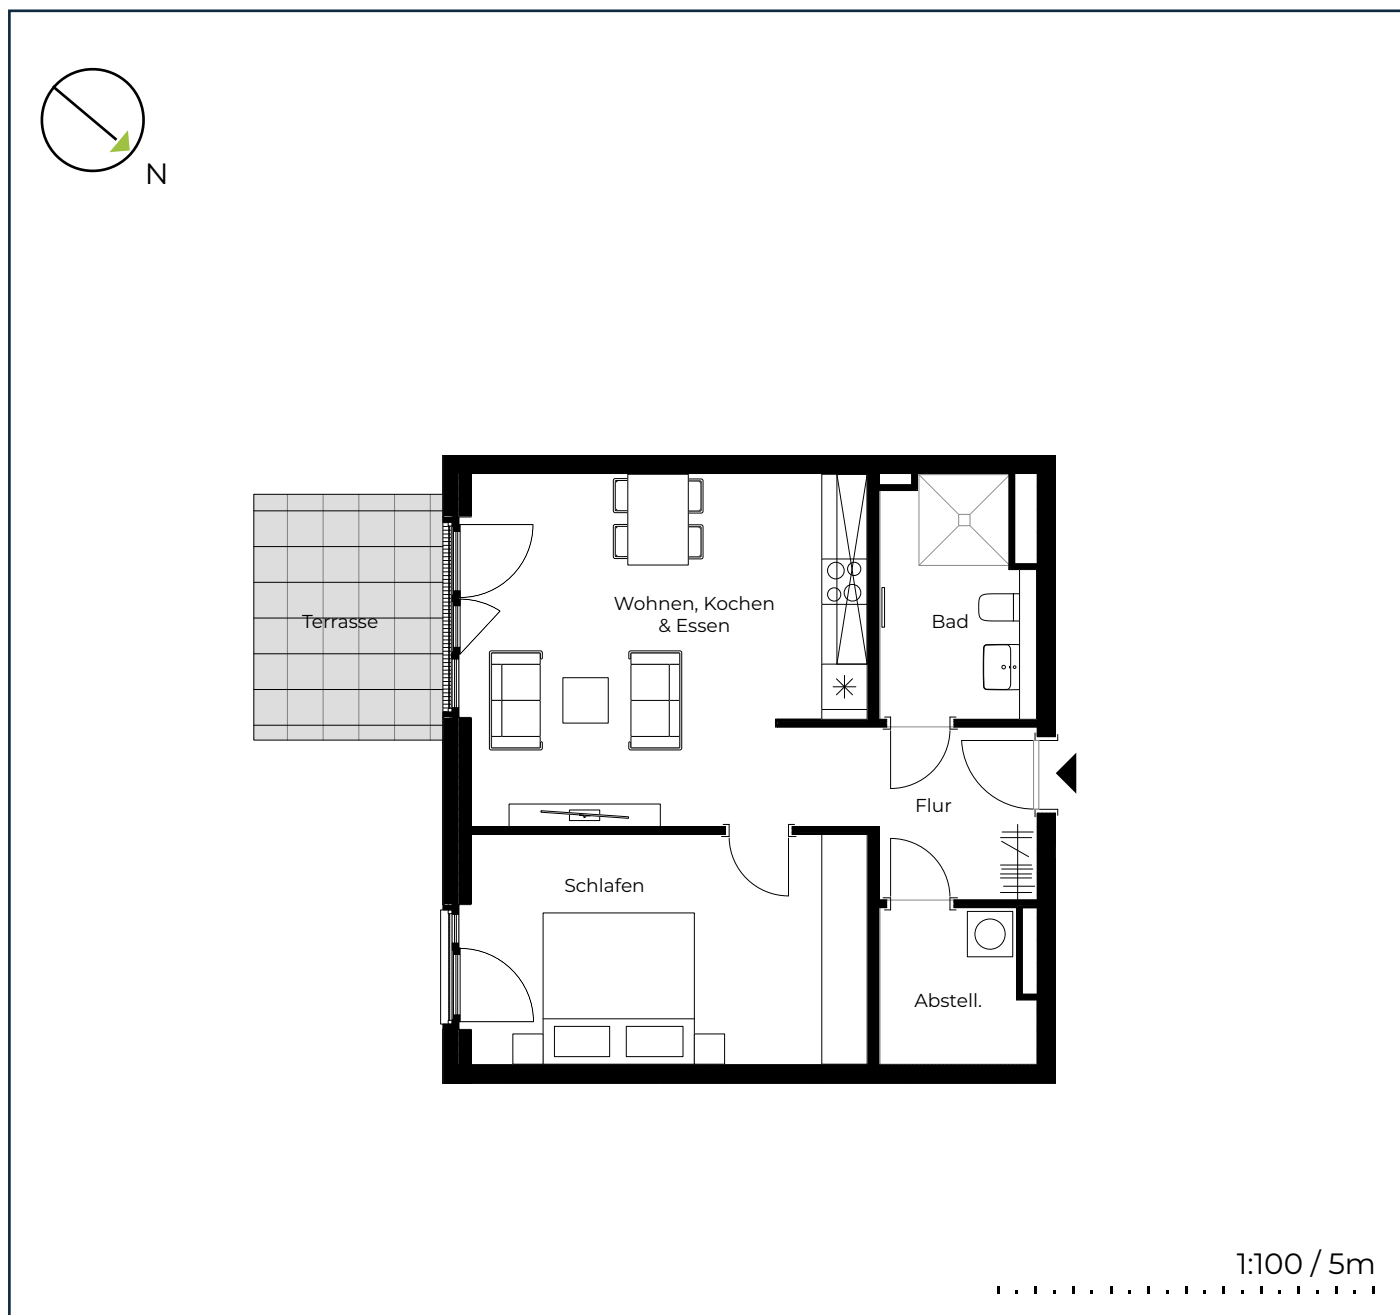 N
Wohnen, Kochen
& Essen
Terrasse
Bad
Flur
Schlafen
Abstell.
1:100 / 5m